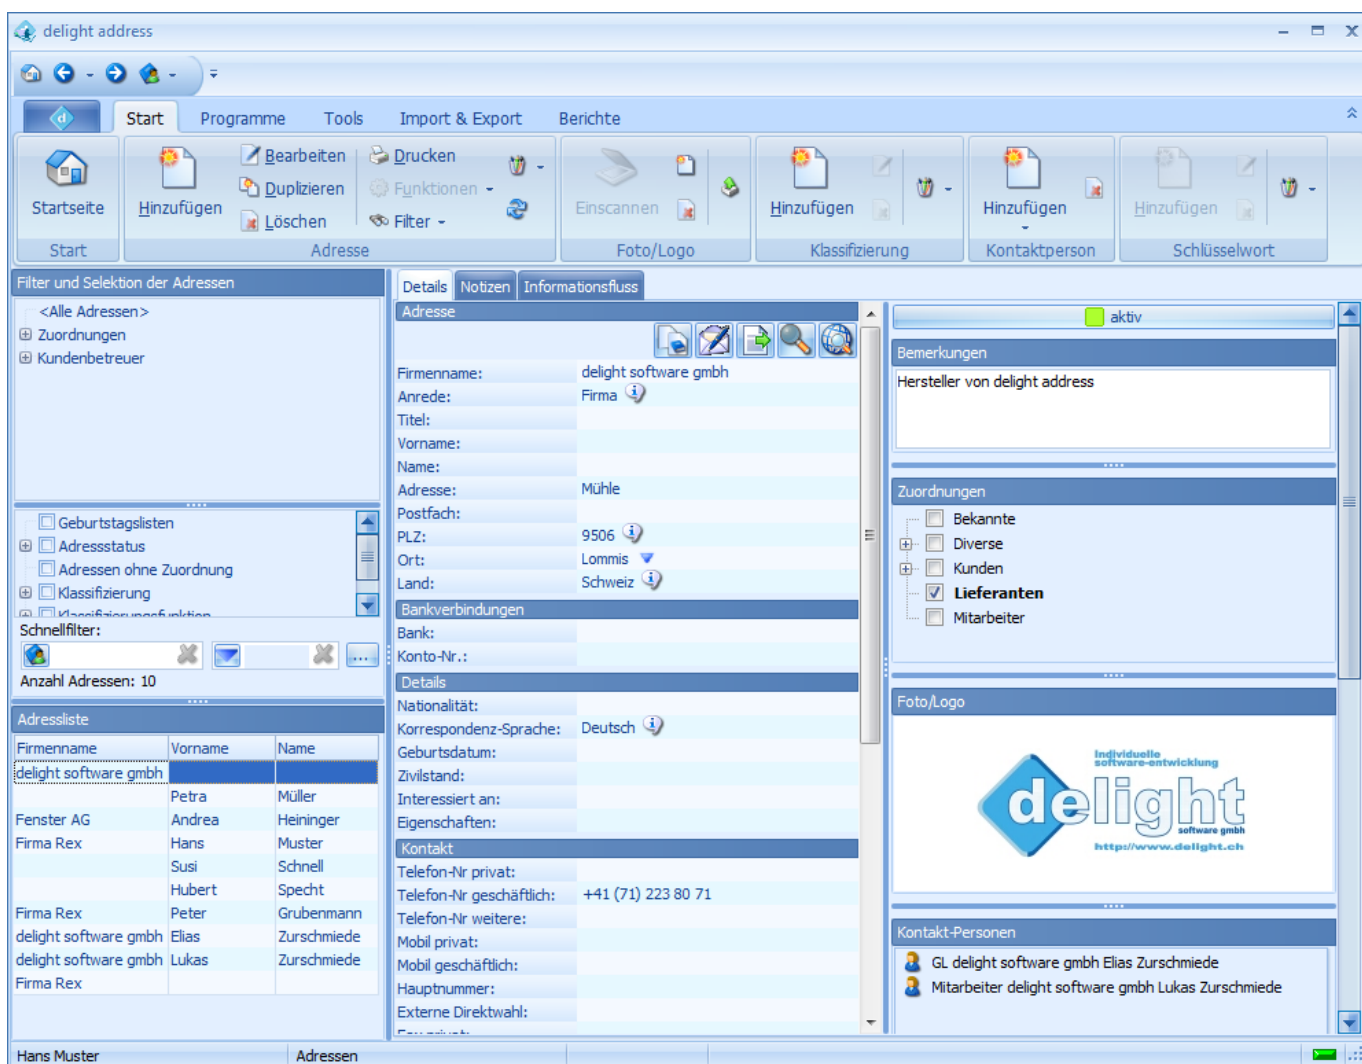 delight address
Start Programme Tools Import & Export Berichte
Startseite
Hinzufügen
Bearbeiten
Duplizieren
Löschen
Drucken
Funktionen
Filter
Einscannen
Hinzufügen
Hinzufügen
Hinzufügen
Start Adresse Foto/Logo Klassifizierung Kontaktperson Schlüsselwort
Filter und Selektion der Adressen
<Alle Adressen>
Zuordnungen
Kundenbetreuer
Geburtstagslisten
Adressstatus
Adressen ohne Zuordnung
Klassifizierung
Klassifizierungsfunktion
Schnellfilter:
...
Anzahl Adressen: 10
Adressliste
Firmenname Vorname Name
delight software gmbh
Petra Müller
Fenster AG Andrea Heininger
Firma Rex Hans Muster
Susi Schnell
Hubert Specht
Firma Rex Peter Grubenmann
delight software gmbh Elias Zurschmiede
delight software gmbh Lukas Zurschmiede
Firma Rex
Details Notizen Informationsfluss
Adresse
Firmenname: delight software gmbh
Anrede: Firma
Titel:
Vorname:
Name:
Adresse: Mühle
Postfach:
PLZ: 9506
Ort: Lommis
Land: Schweiz
Bankverbindungen
Bank:
Konto-Nr.:
Details
Nationalität:
Korrespondenz-Sprache: Deutsch
Geburtsdatum:
Zivilstand:
Interessiert an:
Eigenschaften:
Kontakt
Telefon-Nr privat:
Telefon-Nr geschäftlich: +41 (71) 223 80 71
Telefon-Nr weitere:
Mobil privat:
Mobil geschäftlich:
Hauptnummer:
Externe Direktwahl:
aktiv
Bemerkungen
Hersteller von delight address
Zuordnungen
Bekannte
Diverse
Kunden
Lieferanten
Mitarbeiter
Foto/Logo
Individuelle
software-entwicklung
delight
software gmbh
http://www.delight.ch
Kontakt-Personen
GL delight software gmbh Elias Zurschmiede
Mitarbeiter delight software gmbh Lukas Zurschmiede
Hans Muster Adressen